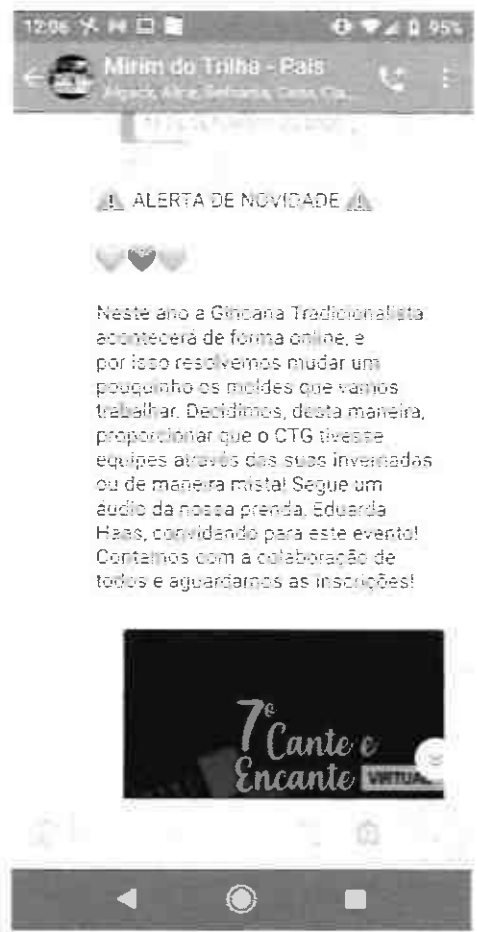 12:06
95%
Mirim do Trilha - Pais
ALERTA DE NOVIDADE
Neste ano a Gincana Tradicionalista
acontecerá de forma online, e
por isso resolvemos mudar um
pouquinho os moldes que vamos
trabalhar. Decidimos, desta maneira,
proporcionar que o CTG tivesse
equipes através das suas invernadas
ou de maneira mista! Segue um
áudio da nossa prenda, Eduarda
Haas, convidando para este evento!
Contamos com a colaboração de
todos e aguardamos as inscrições!
7º
Cante e
Encante